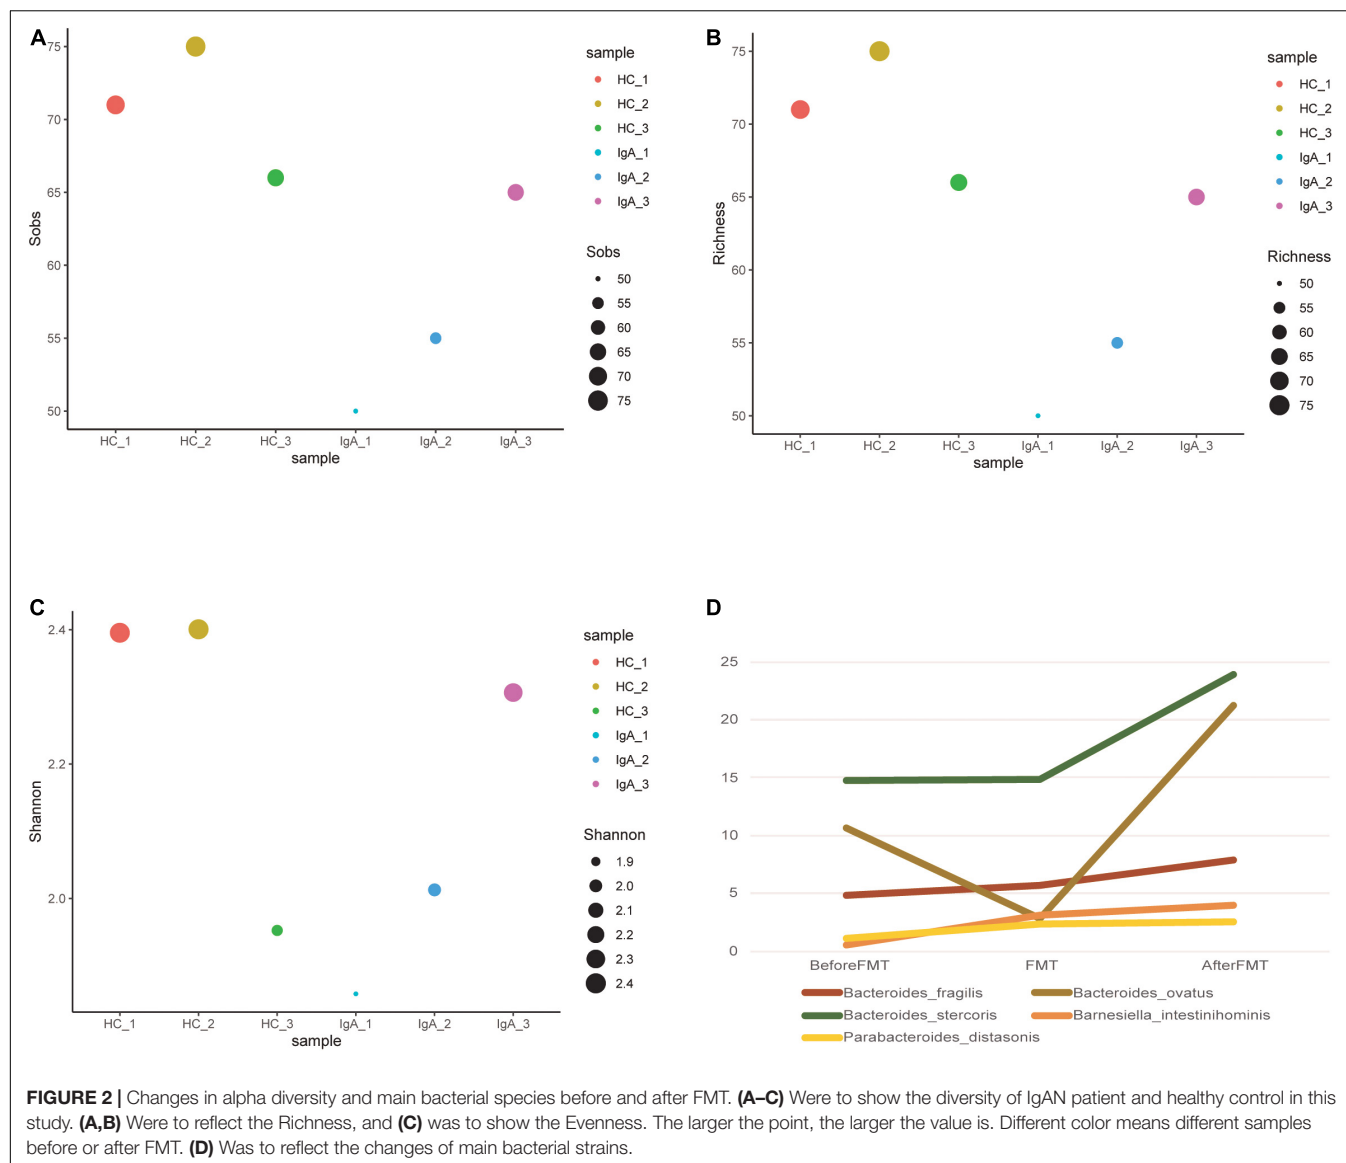 A
75
70
65
60
55
50
Sobs
HC_1 HC_2 HC_3 IgA_1 IgA_2 IgA_3
sample
sample
HC_1
HC_2
HC_3
IgA_1
IgA_2
IgA_3
Sobs
50
55
60
65
70
75
B
75
70
65
60
55
50
Richness
HC_1 HC_2 HC_3 IgA_1 IgA_2 IgA_3
sample
sample
HC_1
HC_2
HC_3
IgA_1
IgA_2
IgA_3
Richness
50
55
60
65
70
75
C
2.4
2.2
2.0
Shannon
HC_1 HC_2 HC_3 IgA_1 IgA_2 IgA_3
sample
sample
HC_1
HC_2
HC_3
IgA_1
IgA_2
IgA_3
Shannon
1.9
2.0
2.1
2.2
2.3
2.4
D
25
20
15
10
5
0
BeforeFMT FMT AfterFMT
Bacteroides_fragilis Bacteroides_ovatus
Bacteroides_stercoris Barnesiella_intestinihominis
Parabacteroides_distasonis
FIGURE 2 | Changes in alpha diversity and main bacterial species before and after FMT. (A–C) Were to show the diversity of IgAN patient and healthy control in this
study. (A,B) Were to reflect the Richness, and (C) was to show the Evenness. The larger the point, the larger the value is. Different color means different samples
before or after FMT. (D) Was to reflect the changes of main bacterial strains.